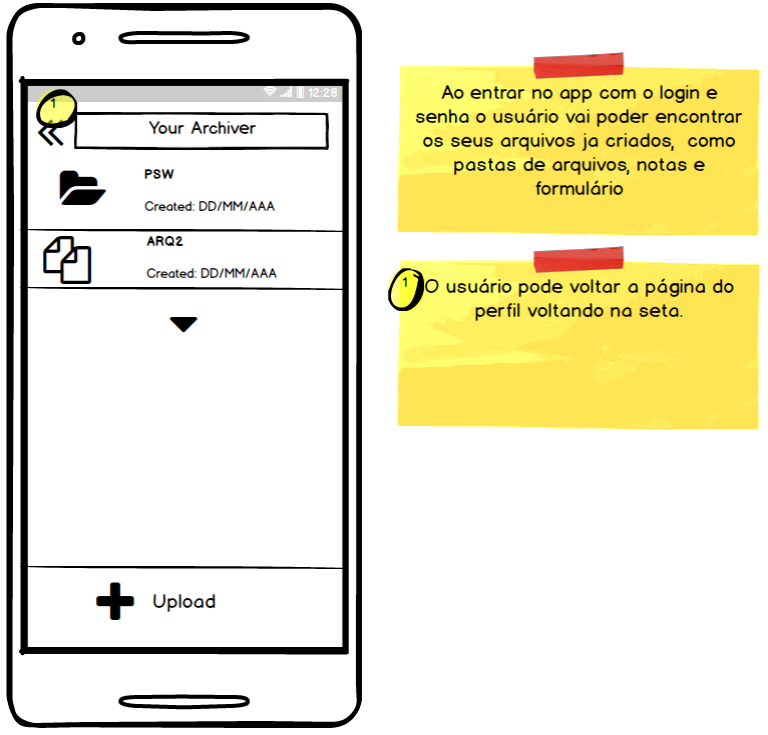 12.28
1
Your Archiver
PSW
Created: DD/MM/AAA
ARQ2
Created: DD/MM/AAA
Upload
Ao entrar no app com o login e
senha o usuário vai poder encontrar
os seus arquivos ja criados, como
pastas de arquivos, notas e
formulário
1
O usuário pode voltar a página do
perfil voltando na seta.